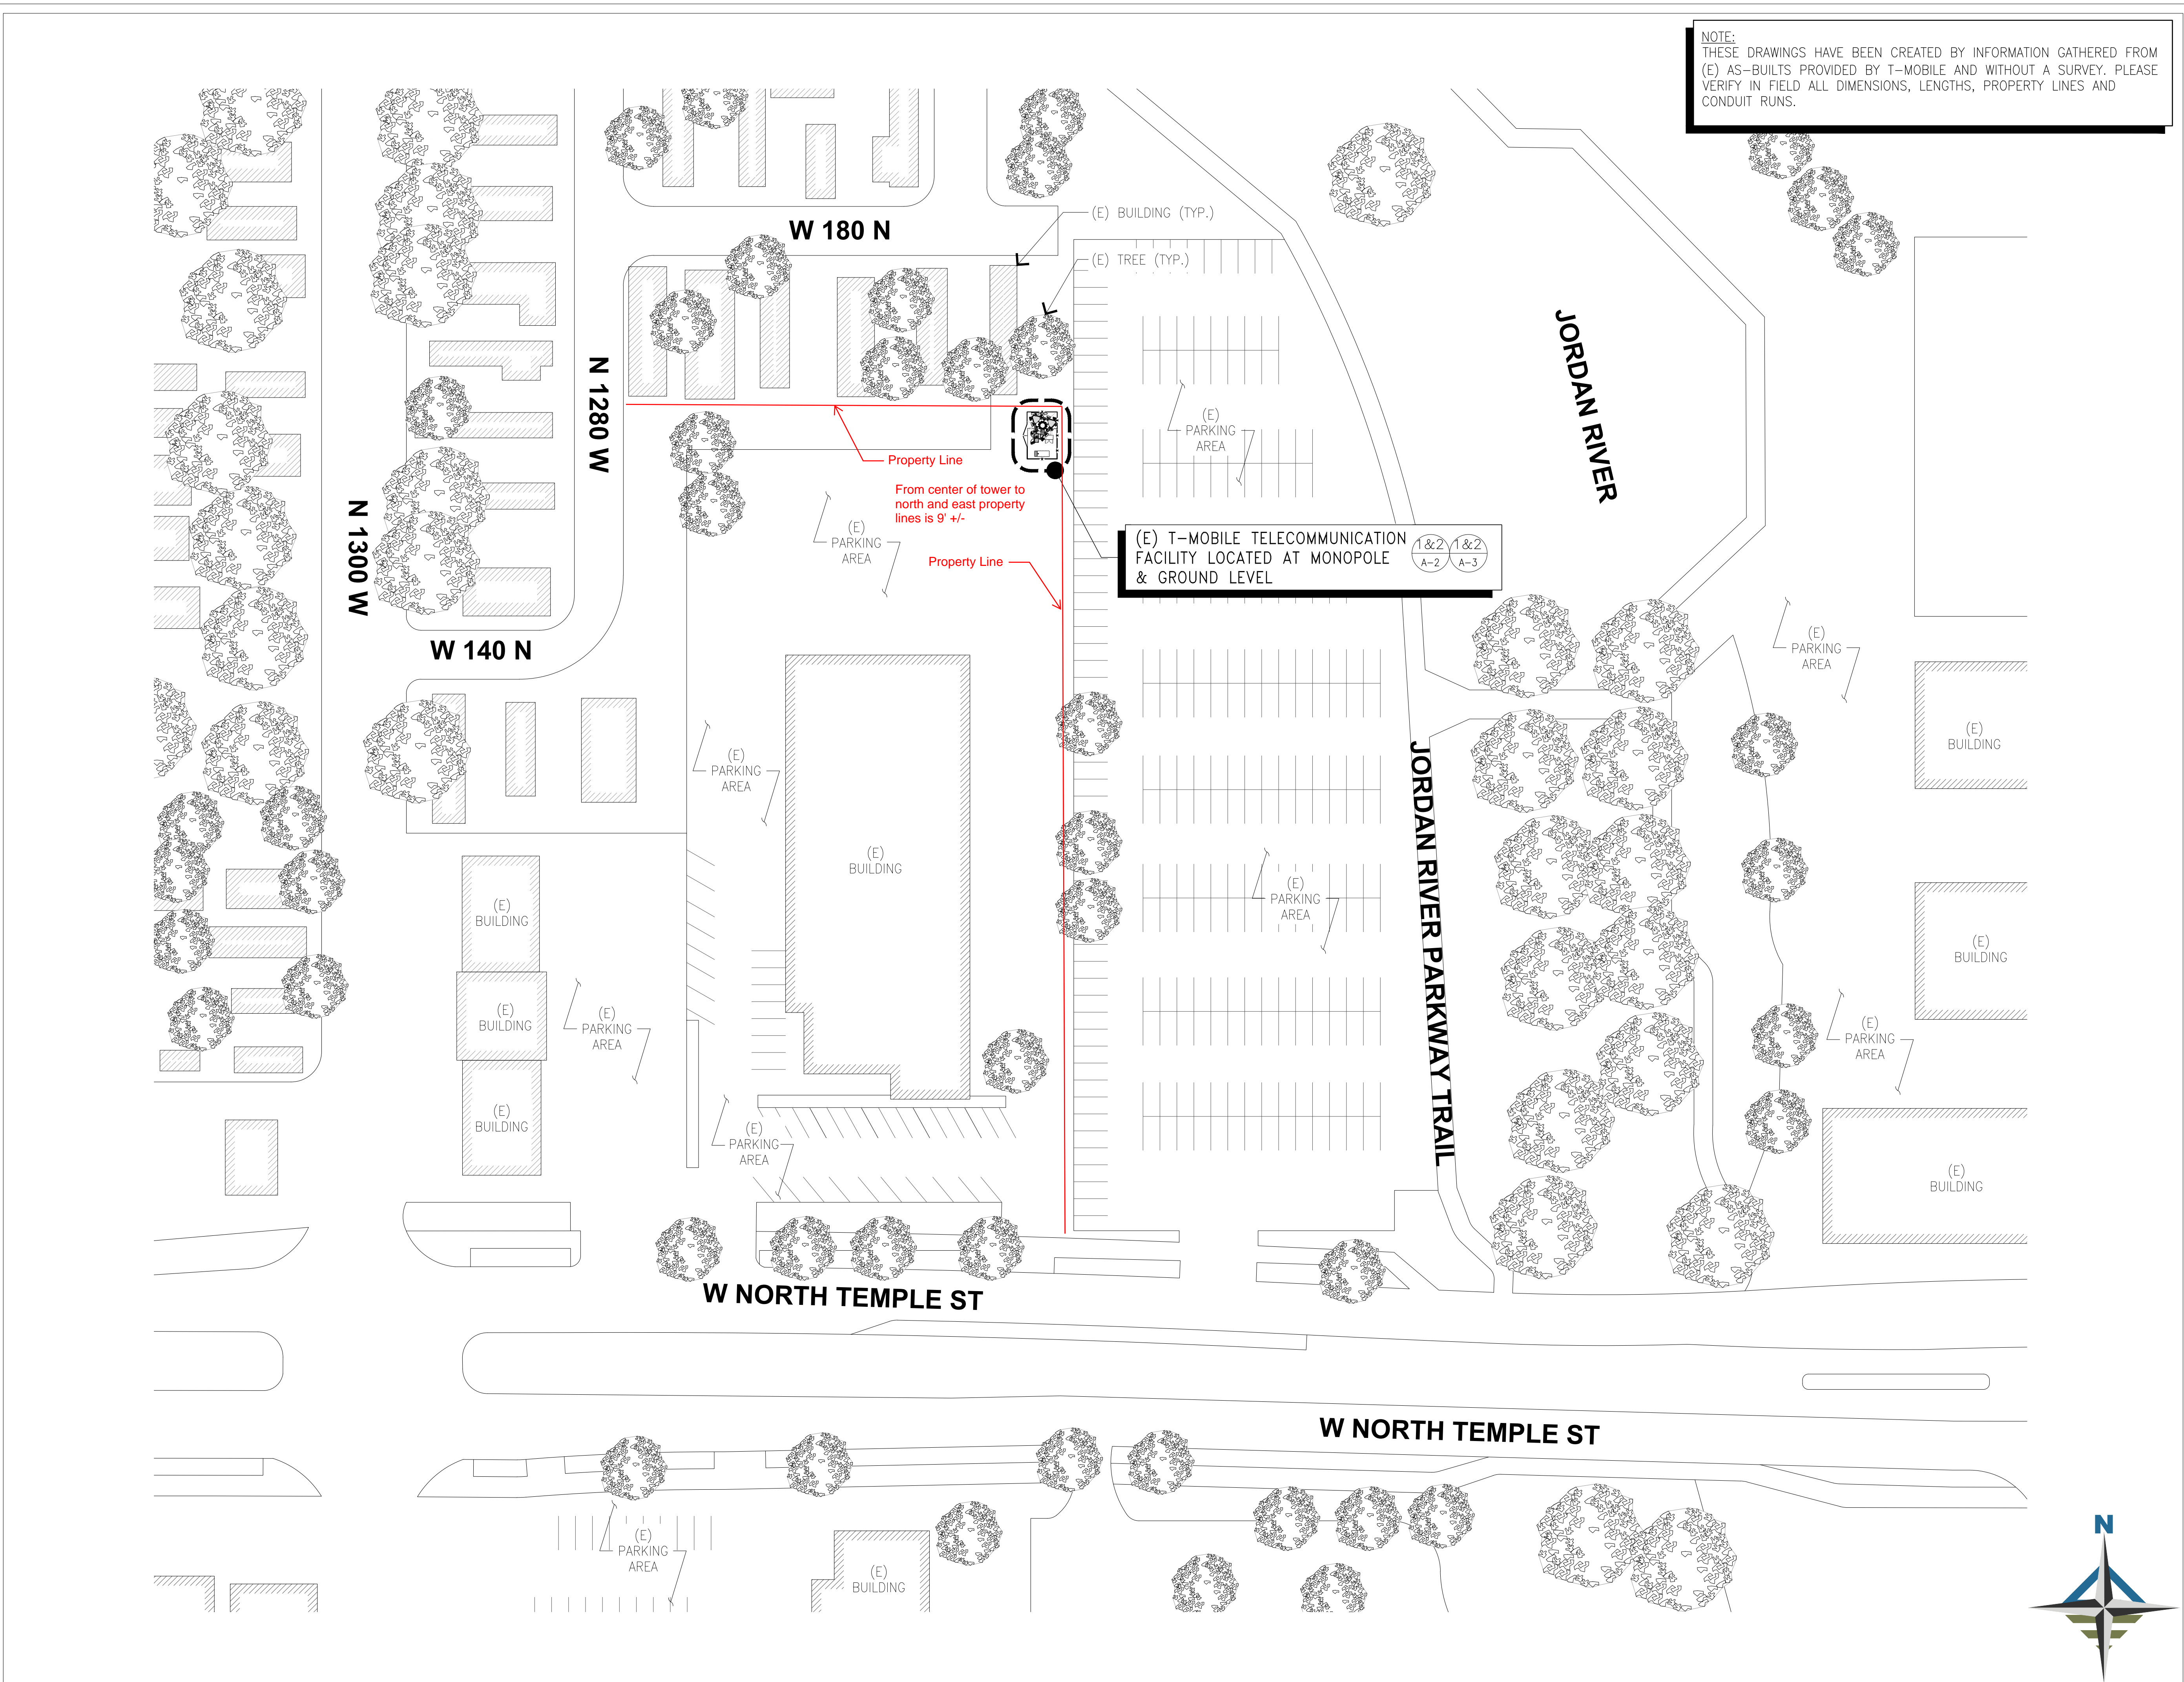 NOTE:
THESE DRAWINGS HAVE BEEN CREATED BY INFORMATION GATHERED FROM
(E) AS-BUILTS PROVIDED BY T-MOBILE AND WITHOUT A SURVEY. PLEASE
VERIFY IN FIELD ALL DIMENSIONS, LENGTHS, PROPERTY LINES AND
CONDUIT RUNS.
W 180 N
(E) BUILDING (TYP.)
(E) TREE (TYP.)
JORDAN RIVER
N 1280 W
(E)
PARKING
AREA
Property Line
From center of tower to
north and east property
lines is 9' +/-
N 1300 W
(E)
PARKING
AREA
Property Line
(E) T-MOBILE TELECOMMUNICATION
FACILITY LOCATED AT MONOPOLE
& GROUND LEVEL
1&2
A-2
1&2
A-3
W 140 N
(E)
PARKING
AREA
(E)
BUILDING
(E)
PARKING
AREA
JORDAN RIVER PARKWAY TRAIL
(E)
BUILDING
(E)
PARKING
AREA
(E)
BUILDING
(E)
BUILDING
(E)
BUILDING
(E)
PARKING
AREA
(E)
PARKING
AREA
(E)
BUILDING
(E)
PARKING
AREA
(E)
BUILDING
W NORTH TEMPLE ST
W NORTH TEMPLE ST
(E)
PARKING
AREA
(E)
BUILDING
N